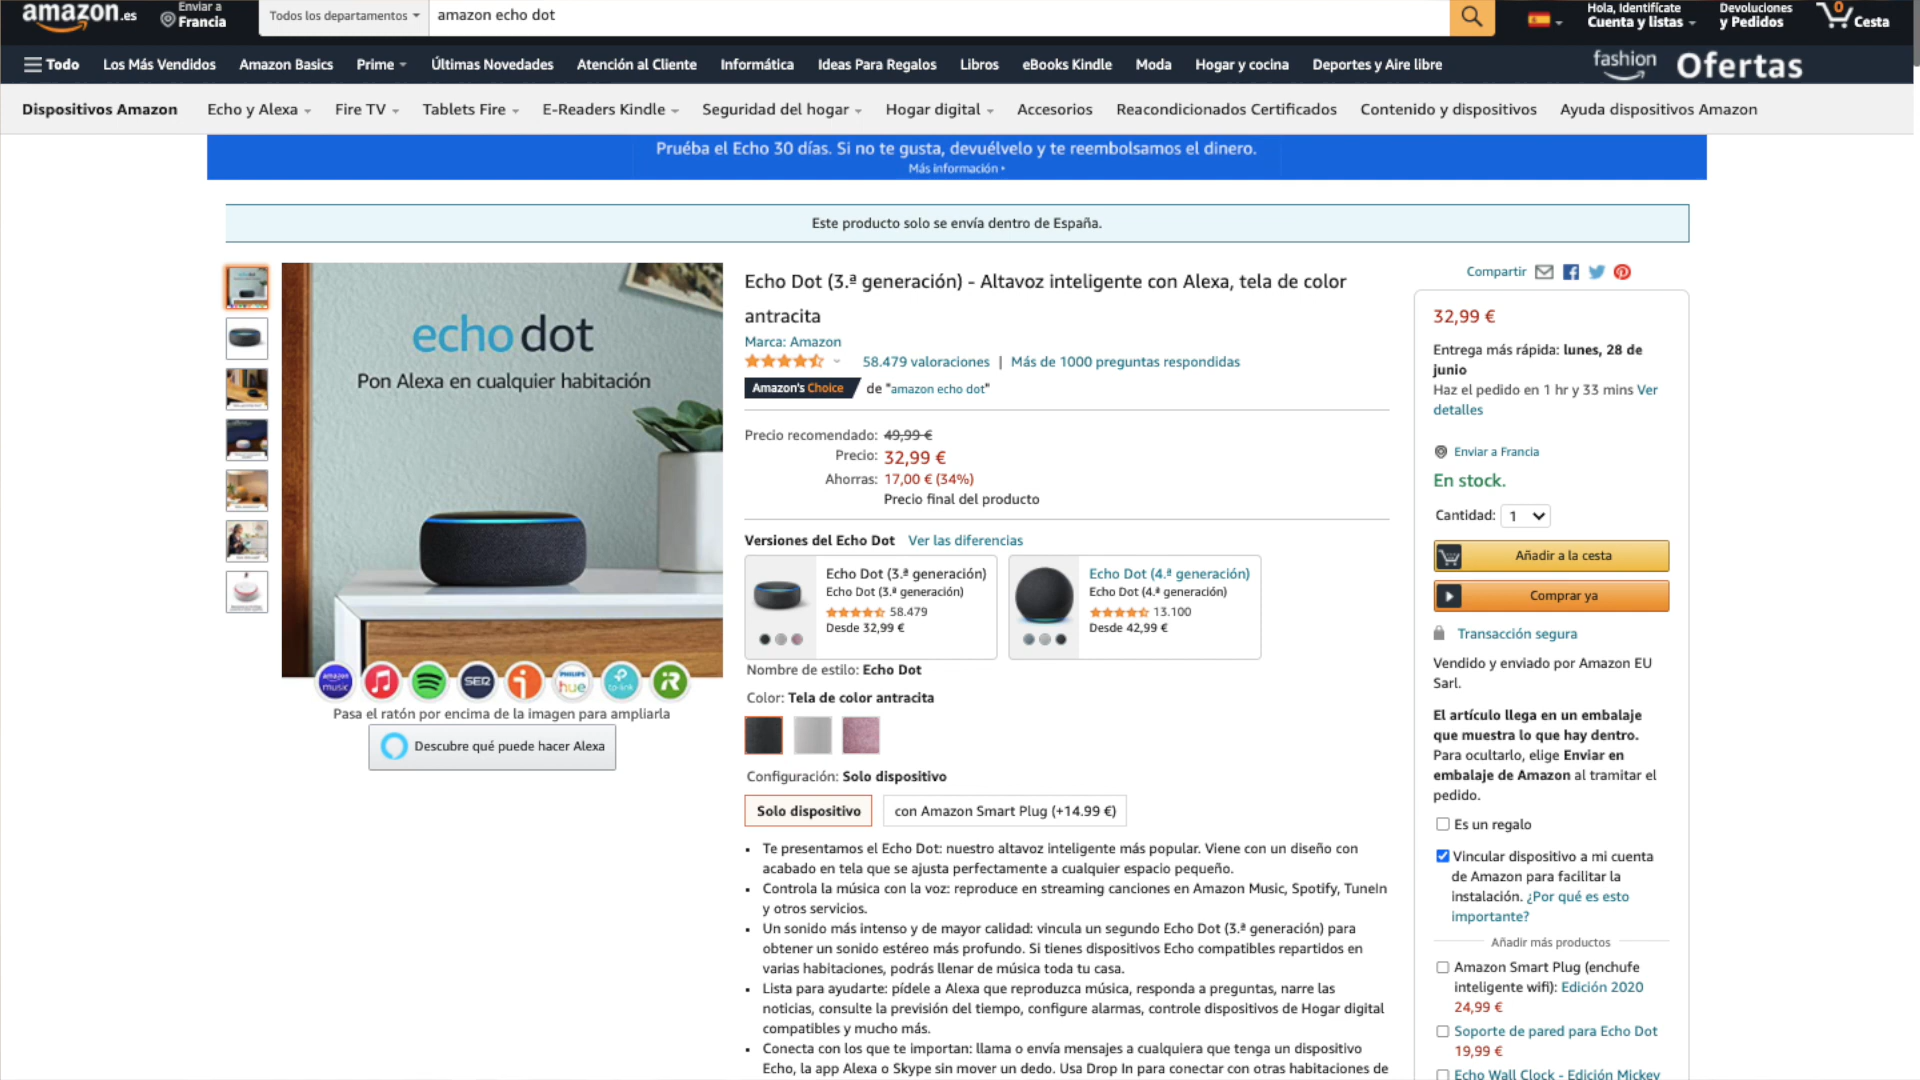 amazon.es
Enviar a
Francia
Todos los departamentos
amazon echo dot
Hola, Identifícate
Cuenta y listas
Devoluciones
y Pedidos
0
Cesta
Todo
Los Más Vendidos
Amazon Basics
Prime
Últimas Novedades
Atención al Cliente
Informática
Ideas Para Regalos
Libros
eBooks Kindle
Moda
Hogar y cocina
Deportes y Aire libre
fashion
Ofertas
Dispositivos Amazon
Echo y Alexa
Fire TV
Tablets Fire
E-Readers Kindle
Seguridad del hogar
Hogar digital
Accesorios
Reacondicionados Certificados
Contenido y dispositivos
Ayuda dispositivos Amazon
Pruéba el Echo 30 días. Si no te gusta, devuélvelo y te reembolsamos el dinero.
Más información
Este producto solo se envía dentro de España.
echo dot
Pon Alexa en cualquier habitación
amazon
music
SER
PHILIPS
hue
tp-link
iR
Pasa el ratón por encima de la imagen para ampliarla
Descubre qué puede hacer Alexa
Echo Dot (3.ª generación) - Altavoz inteligente con Alexa, tela de color
antracita
Marca: Amazon
58.479 valoraciones | Más de 1000 preguntas respondidas
Amazon's Choice de "amazon echo dot"
Precio recomendado: 49,99 €
Precio: 32,99 €
Ahorras: 17,00 € (34%)
Precio final del producto
Versiones del Echo Dot Ver las diferencias
Echo Dot (3.ª generación)
Echo Dot (3.ª generación)
58.479
Desde 32,99 €
Echo Dot (4.ª generación)
Echo Dot (4.ª generación)
13.100
Desde 42,99 €
Nombre de estilo: Echo Dot
Color: Tela de color antracita
Configuración: Solo dispositivo
Solo dispositivo
con Amazon Smart Plug (+14.99 €)
Te presentamos el Echo Dot: nuestro altavoz inteligente más popular. Viene con un diseño con
acabado en tela que se ajusta perfectamente a cualquier espacio pequeño.
Controla la música con la voz: reproduce en streaming canciones en Amazon Music, Spotify, TuneIn
y otros servicios.
Un sonido más intenso y de mayor calidad: vincula un segundo Echo Dot (3.ª generación) para
obtener un sonido estéreo más profundo. Si tienes dispositivos Echo compatibles repartidos en
varias habitaciones, podrás llenar de música toda tu casa.
Lista para ayudarte: pídele a Alexa que reproduzca música, responda a preguntas, narre las
noticias, consulte la previsión del tiempo, configure alarmas, controle dispositivos de Hogar digital
compatibles y mucho más.
Conecta con los que te importan: llama o envía mensajes a cualquiera que tenga un dispositivo
Echo, la app Alexa o Skype sin mover un dedo. Usa Drop In para conectar con otras habitaciones de
Compartir
32,99 €
Entrega más rápida: lunes, 28 de
junio
Haz el pedido en 1 hr y 33 mins Ver
detalles
Enviar a Francia
En stock.
Cantidad: 1
Añadir a la cesta
Comprar ya
Transacción segura
Vendido y enviado por Amazon EU
Sarl.
El artículo llega en un embalaje
que muestra lo que hay dentro.
Para ocultarlo, elige Enviar en
embalaje de Amazon al tramitar el
pedido.
Es un regalo
Vincular dispositivo a mi cuenta
de Amazon para facilitar la
instalación. ¿Por qué es esto
importante?
Añadir más productos
Amazon Smart Plug (enchufe
inteligente wifi): Edición 2020
24,99 €
Soporte de pared para Echo Dot
19,99 €
Echo Wall Clock - Edición Mickey